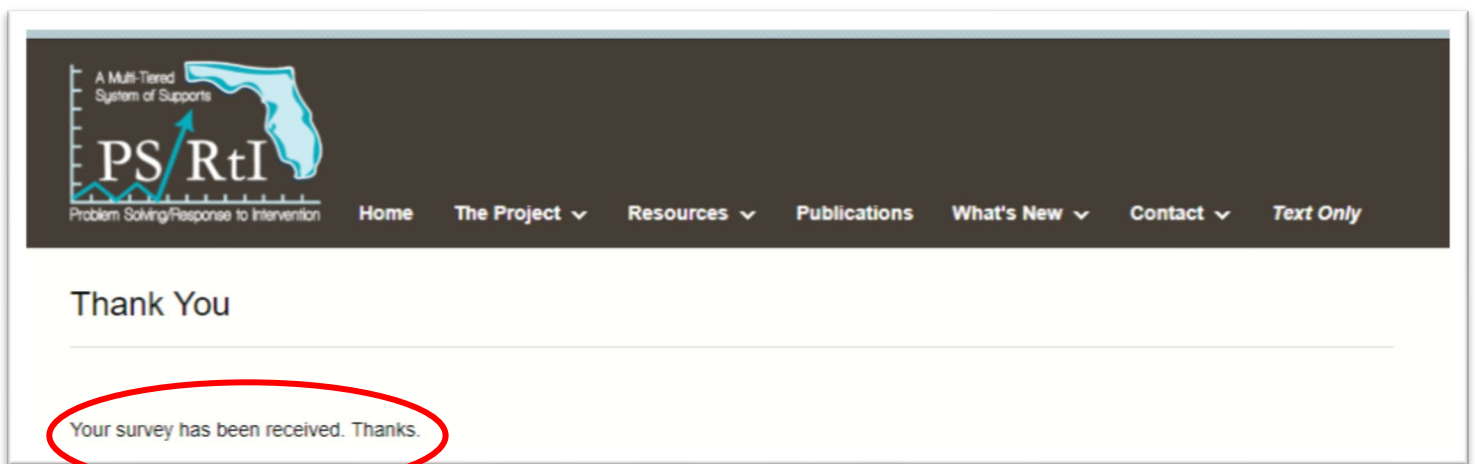 A Multi-Tiered
System of Supports
PS/RtI
Problem Solving/Response to Intervention
Home The Project Resources Publications What's New Contact Text Only
Thank You
Your survey has been received. Thanks.